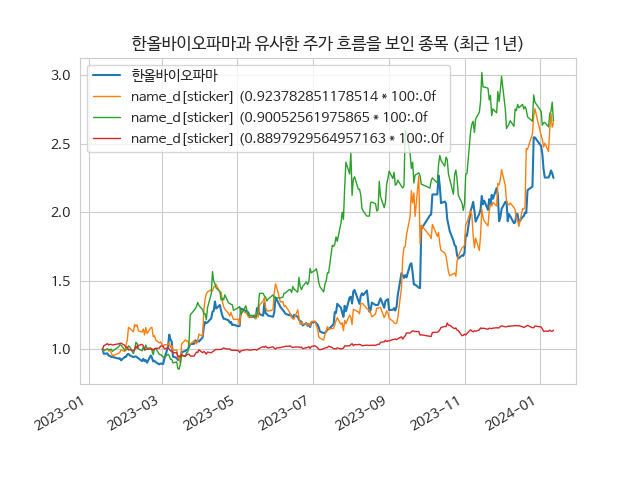 한올바이오파마과 유사한 주가 흐름을 보인 종목 (최근 1년)
한올바이오파마
name_d[sticker] (0.923782851178514 * 100:.0f
name_d[sticker] (0.90052561975865 * 100:.0f
name_d[sticker] (0.8897929564957163 * 100:.0f
3.0
2.5
2.0
1.5
1.0
2023-01
2023-03
2023-05
2023-07
2023-09
2023-11
2024-01